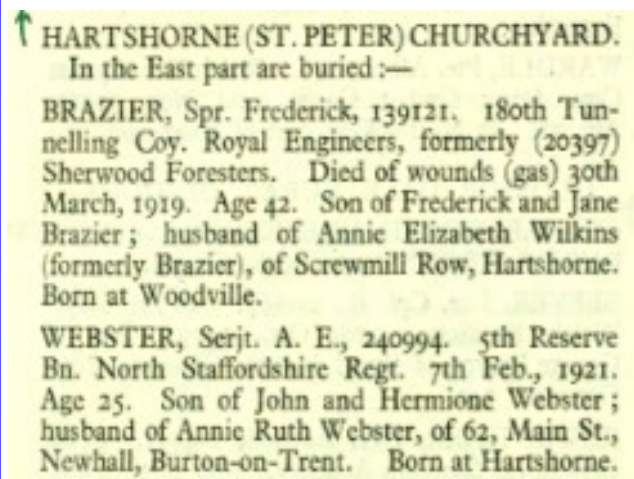 HARTSHORNE (ST. PETER) CHURCHYARD.
In the East part are buried :—
BRAZIER, Spr. Frederick, 139121. 180th Tun-
nelling Coy. Royal Engineers, formerly (20397)
Sherwood Foresters. Died of wounds (gas) 30th
March, 1919. Age 42. Son of Frederick and Jane
Brazier ; husband of Annie Elizabeth Wilkins
(formerly Brazier), of Screwmill Row, Hartshorne.
Born at Woodville.
WEBSTER, Serjt. A. E., 240994. 5th Reserve
Bn. North Staffordshire Regt. 7th Feb., 1921.
Age 25. Son of John and Hermione Webster ;
husband of Annie Ruth Webster, of 62, Main St.,
Newhall, Burton-on-Trent. Born at Hartshorne.